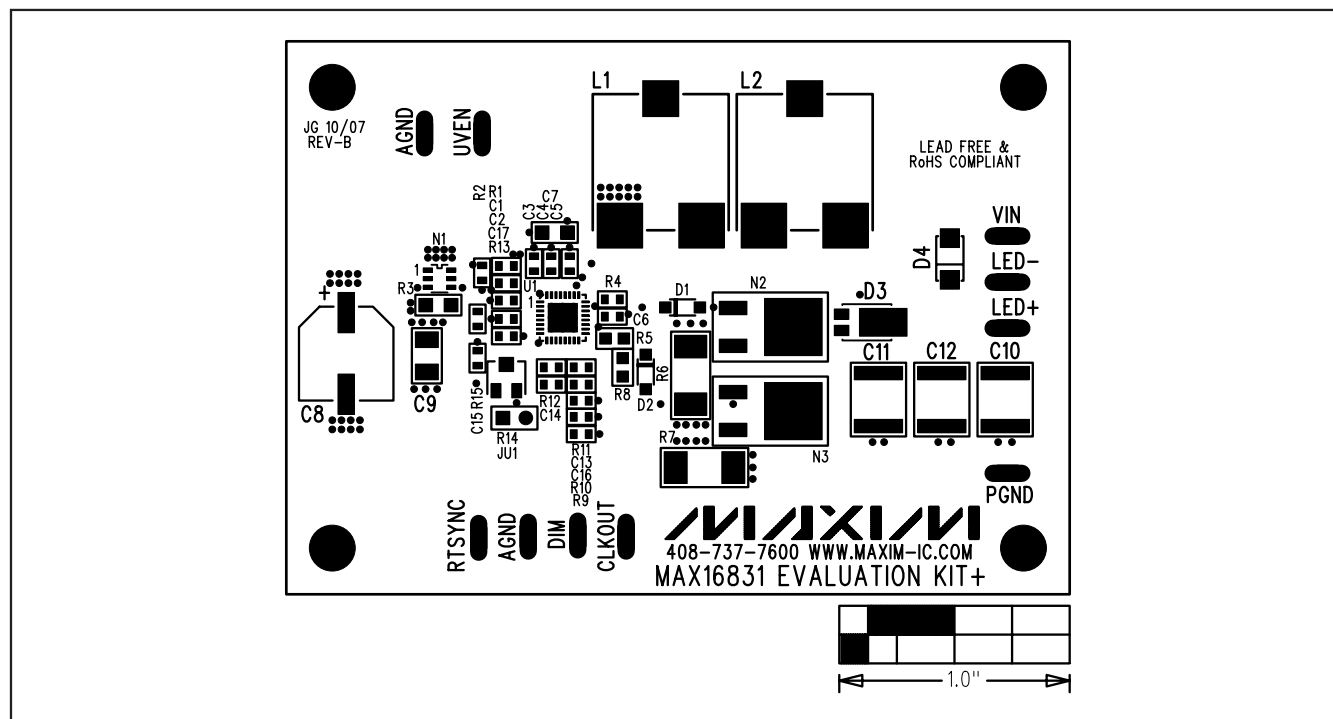 L1
L2
JG 10/07
REV-B
AGND
UVEN
LEAD FREE &
RoHS COMPLIANT
R2
R1
C1
C2
C17
R13
C3
C4
C7
C5
VIN
N1
D4
LED-
1
R3
U1
1
R4
D1
N2
D3
LED+
+
C6
R5
C11
C12
C10
R6
R8
D2
C8
C9
C15
R15
R12
C14
R14
JU1
R7
R11
C13
C16
R10
R9
N3
PGND
RTSYNC
AGND
DIM
CLKOUT
MAXIM
408-737-7600 WWW.MAXIM-IC.COM
MAX16831 EVALUATION KIT+
1.0"